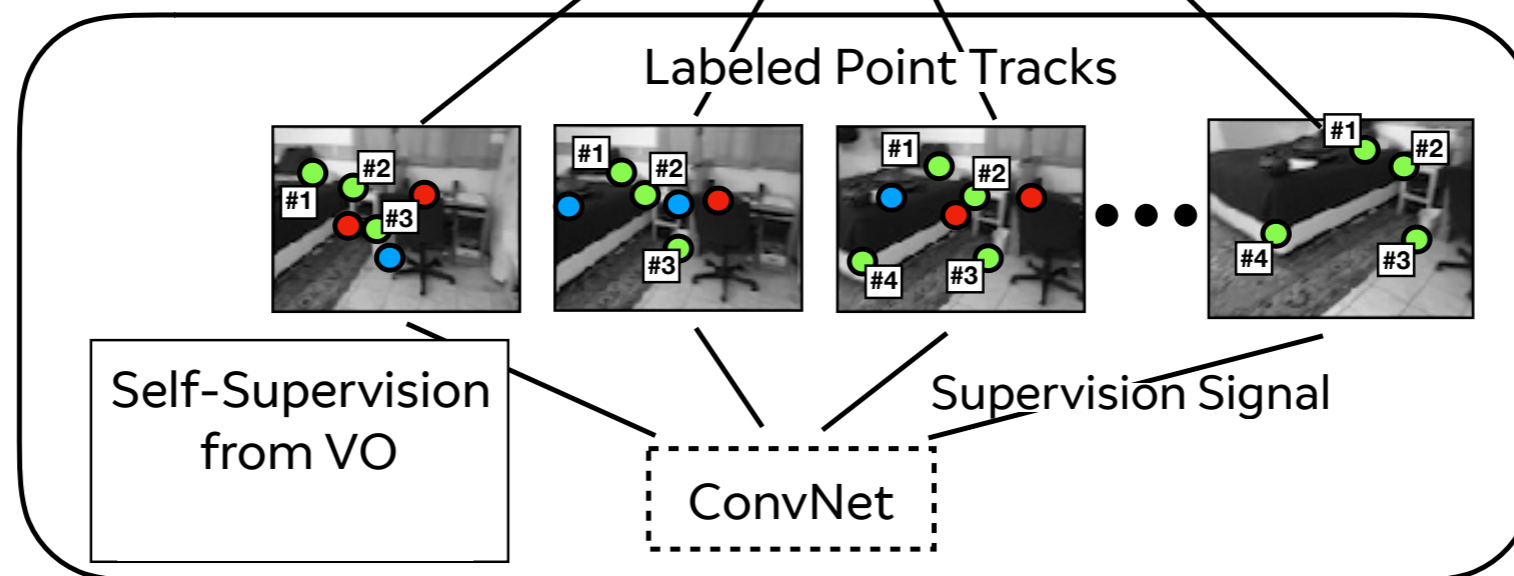 Labeled Point Tracks
#1
#2
#3
#1
#2
#3
#1
#2
#3
#4
#1
#2
#3
#4
Self-Supervision
from VO
Supervision Signal
ConvNet